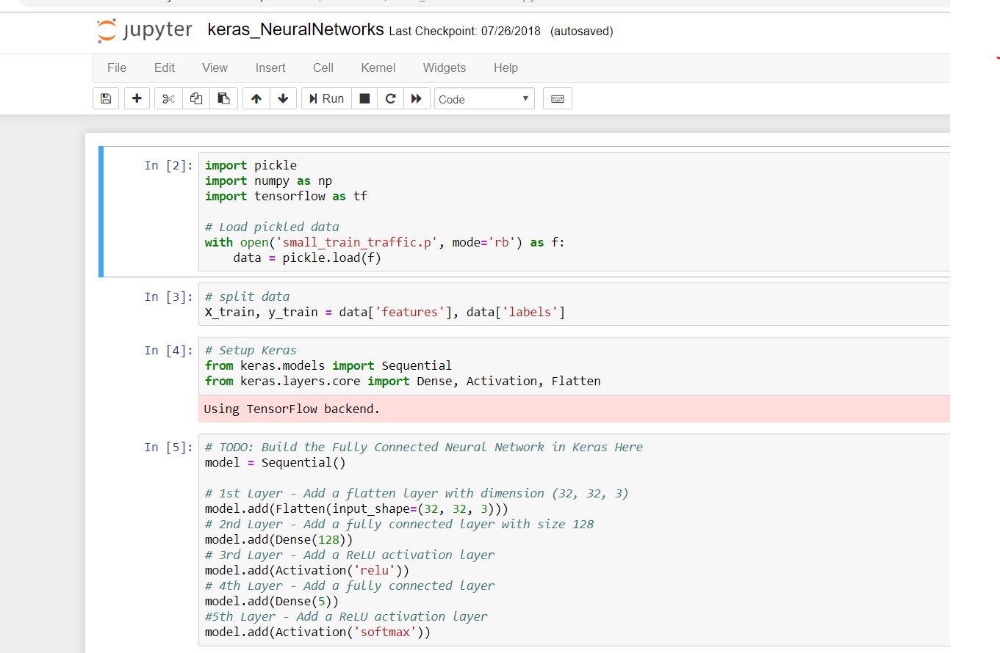 jupyter keras_NeuralNetworks Last Checkpoint: 07/26/2018 (autosaved)
File Edit View Insert Cell Kernel Widgets Help
Run Code
In [2]: import pickle
import numpy as np
import tensorflow as tf
# Load pickled data
with open('small_train_traffic.p', mode='rb') as f:
    data = pickle.load(f)
In [3]: # split data
X_train, y_train = data['features'], data['labels']
In [4]: # Setup Keras
from keras.models import Sequential
from keras.layers.core import Dense, Activation, Flatten
Using TensorFlow backend.
In [5]: # TODO: Build the Fully Connected Neural Network in Keras Here
model = Sequential()
# 1st Layer - Add a flatten layer with dimension (32, 32, 3)
model.add(Flatten(input_shape=(32, 32, 3)))
# 2nd Layer - Add a fully connected layer with size 128
model.add(Dense(128))
# 3rd Layer - Add a ReLU activation layer
model.add(Activation('relu'))
# 4th Layer - Add a fully connected layer
model.add(Dense(5))
#5th Layer - Add a ReLU activation layer
model.add(Activation('softmax'))